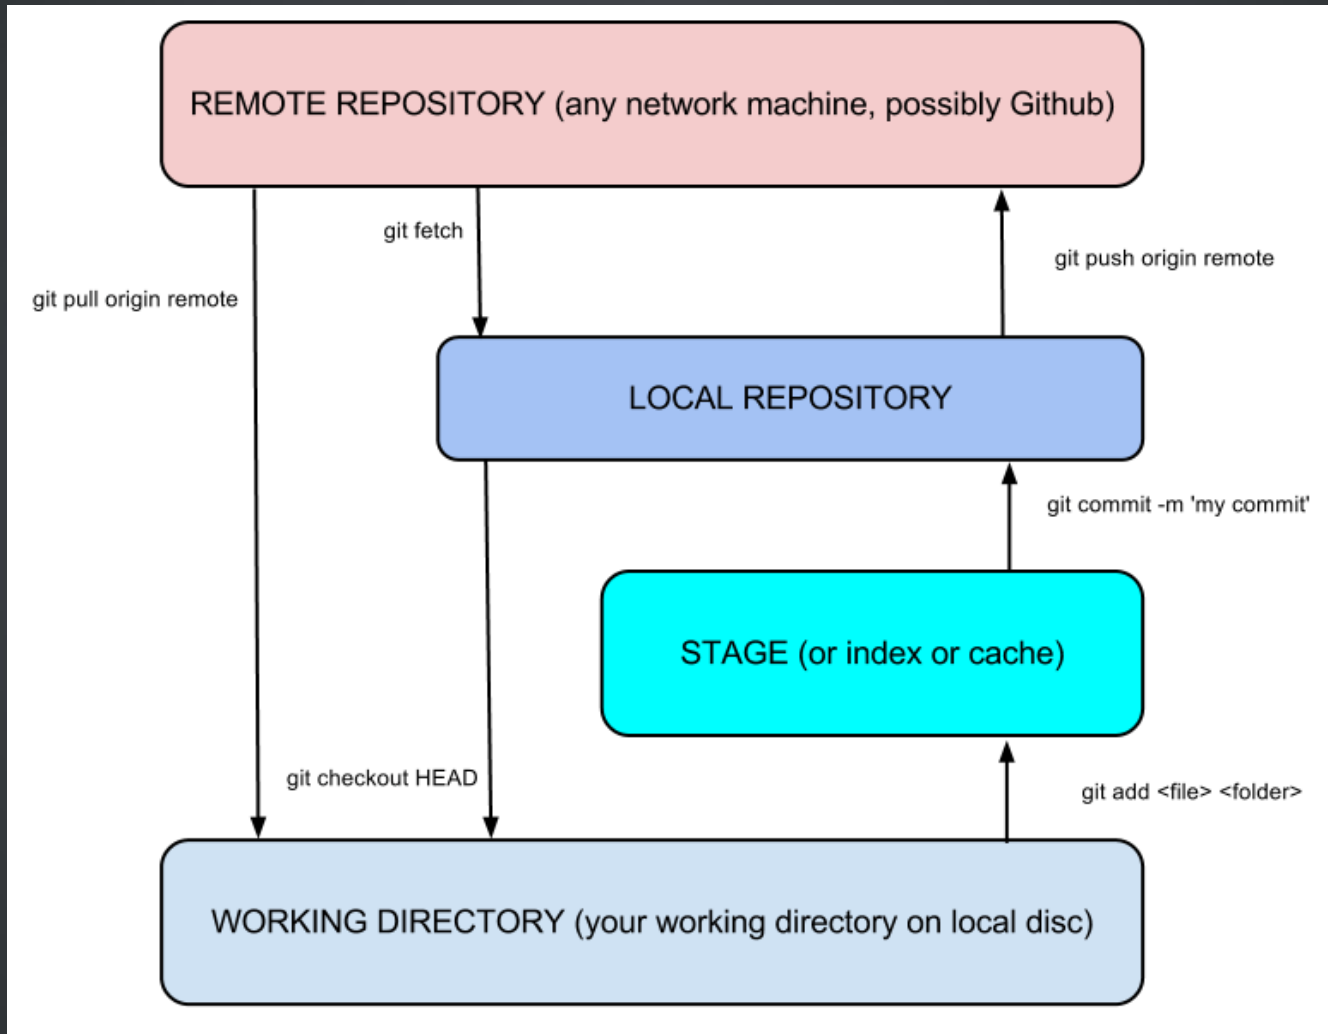 REMOTE REPOSITORY (any network machine, possibly Github)
git fetch
git push origin remote
git pull origin remote
LOCAL REPOSITORY
git commit -m 'my commit'
STAGE (or index or cache)
git checkout HEAD
git add <file> <folder>
WORKING DIRECTORY (your working directory on local disc)